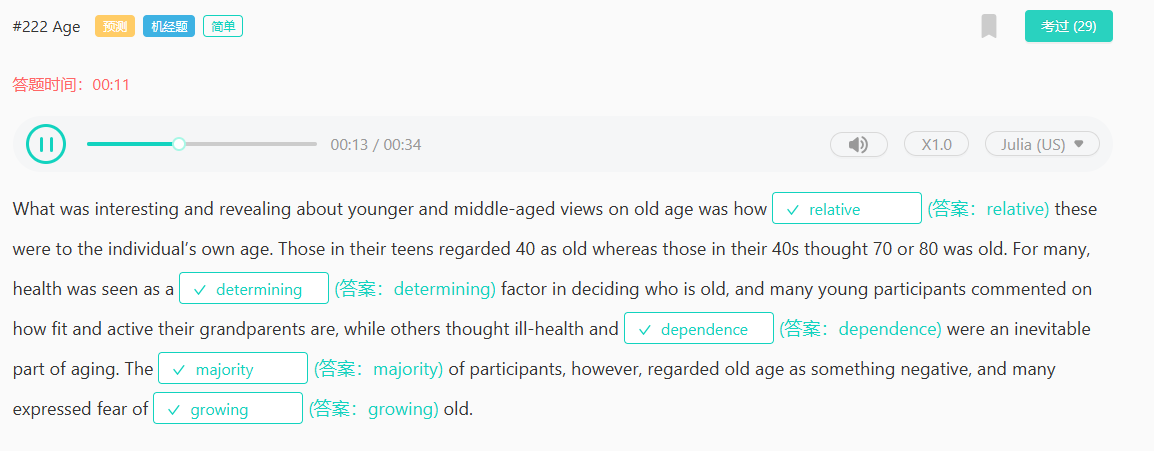 #222 Age 预测 机经题 简单 考过 (29)
答题时间：00:11
00:13 / 00:34 X1.0 Julia (US)
What was interesting and revealing about younger and middle-aged views on old age was how relative (答案：relative) these
were to the individual’s own age. Those in their teens regarded 40 as old whereas those in their 40s thought 70 or 80 was old. For many,
health was seen as a determining (答案：determining) factor in deciding who is old, and many young participants commented on
how fit and active their grandparents are, while others thought ill-health and dependence (答案：dependence) were an inevitable
part of aging. The majority (答案：majority) of participants, however, regarded old age as something negative, and many
expressed fear of growing (答案：growing) old.